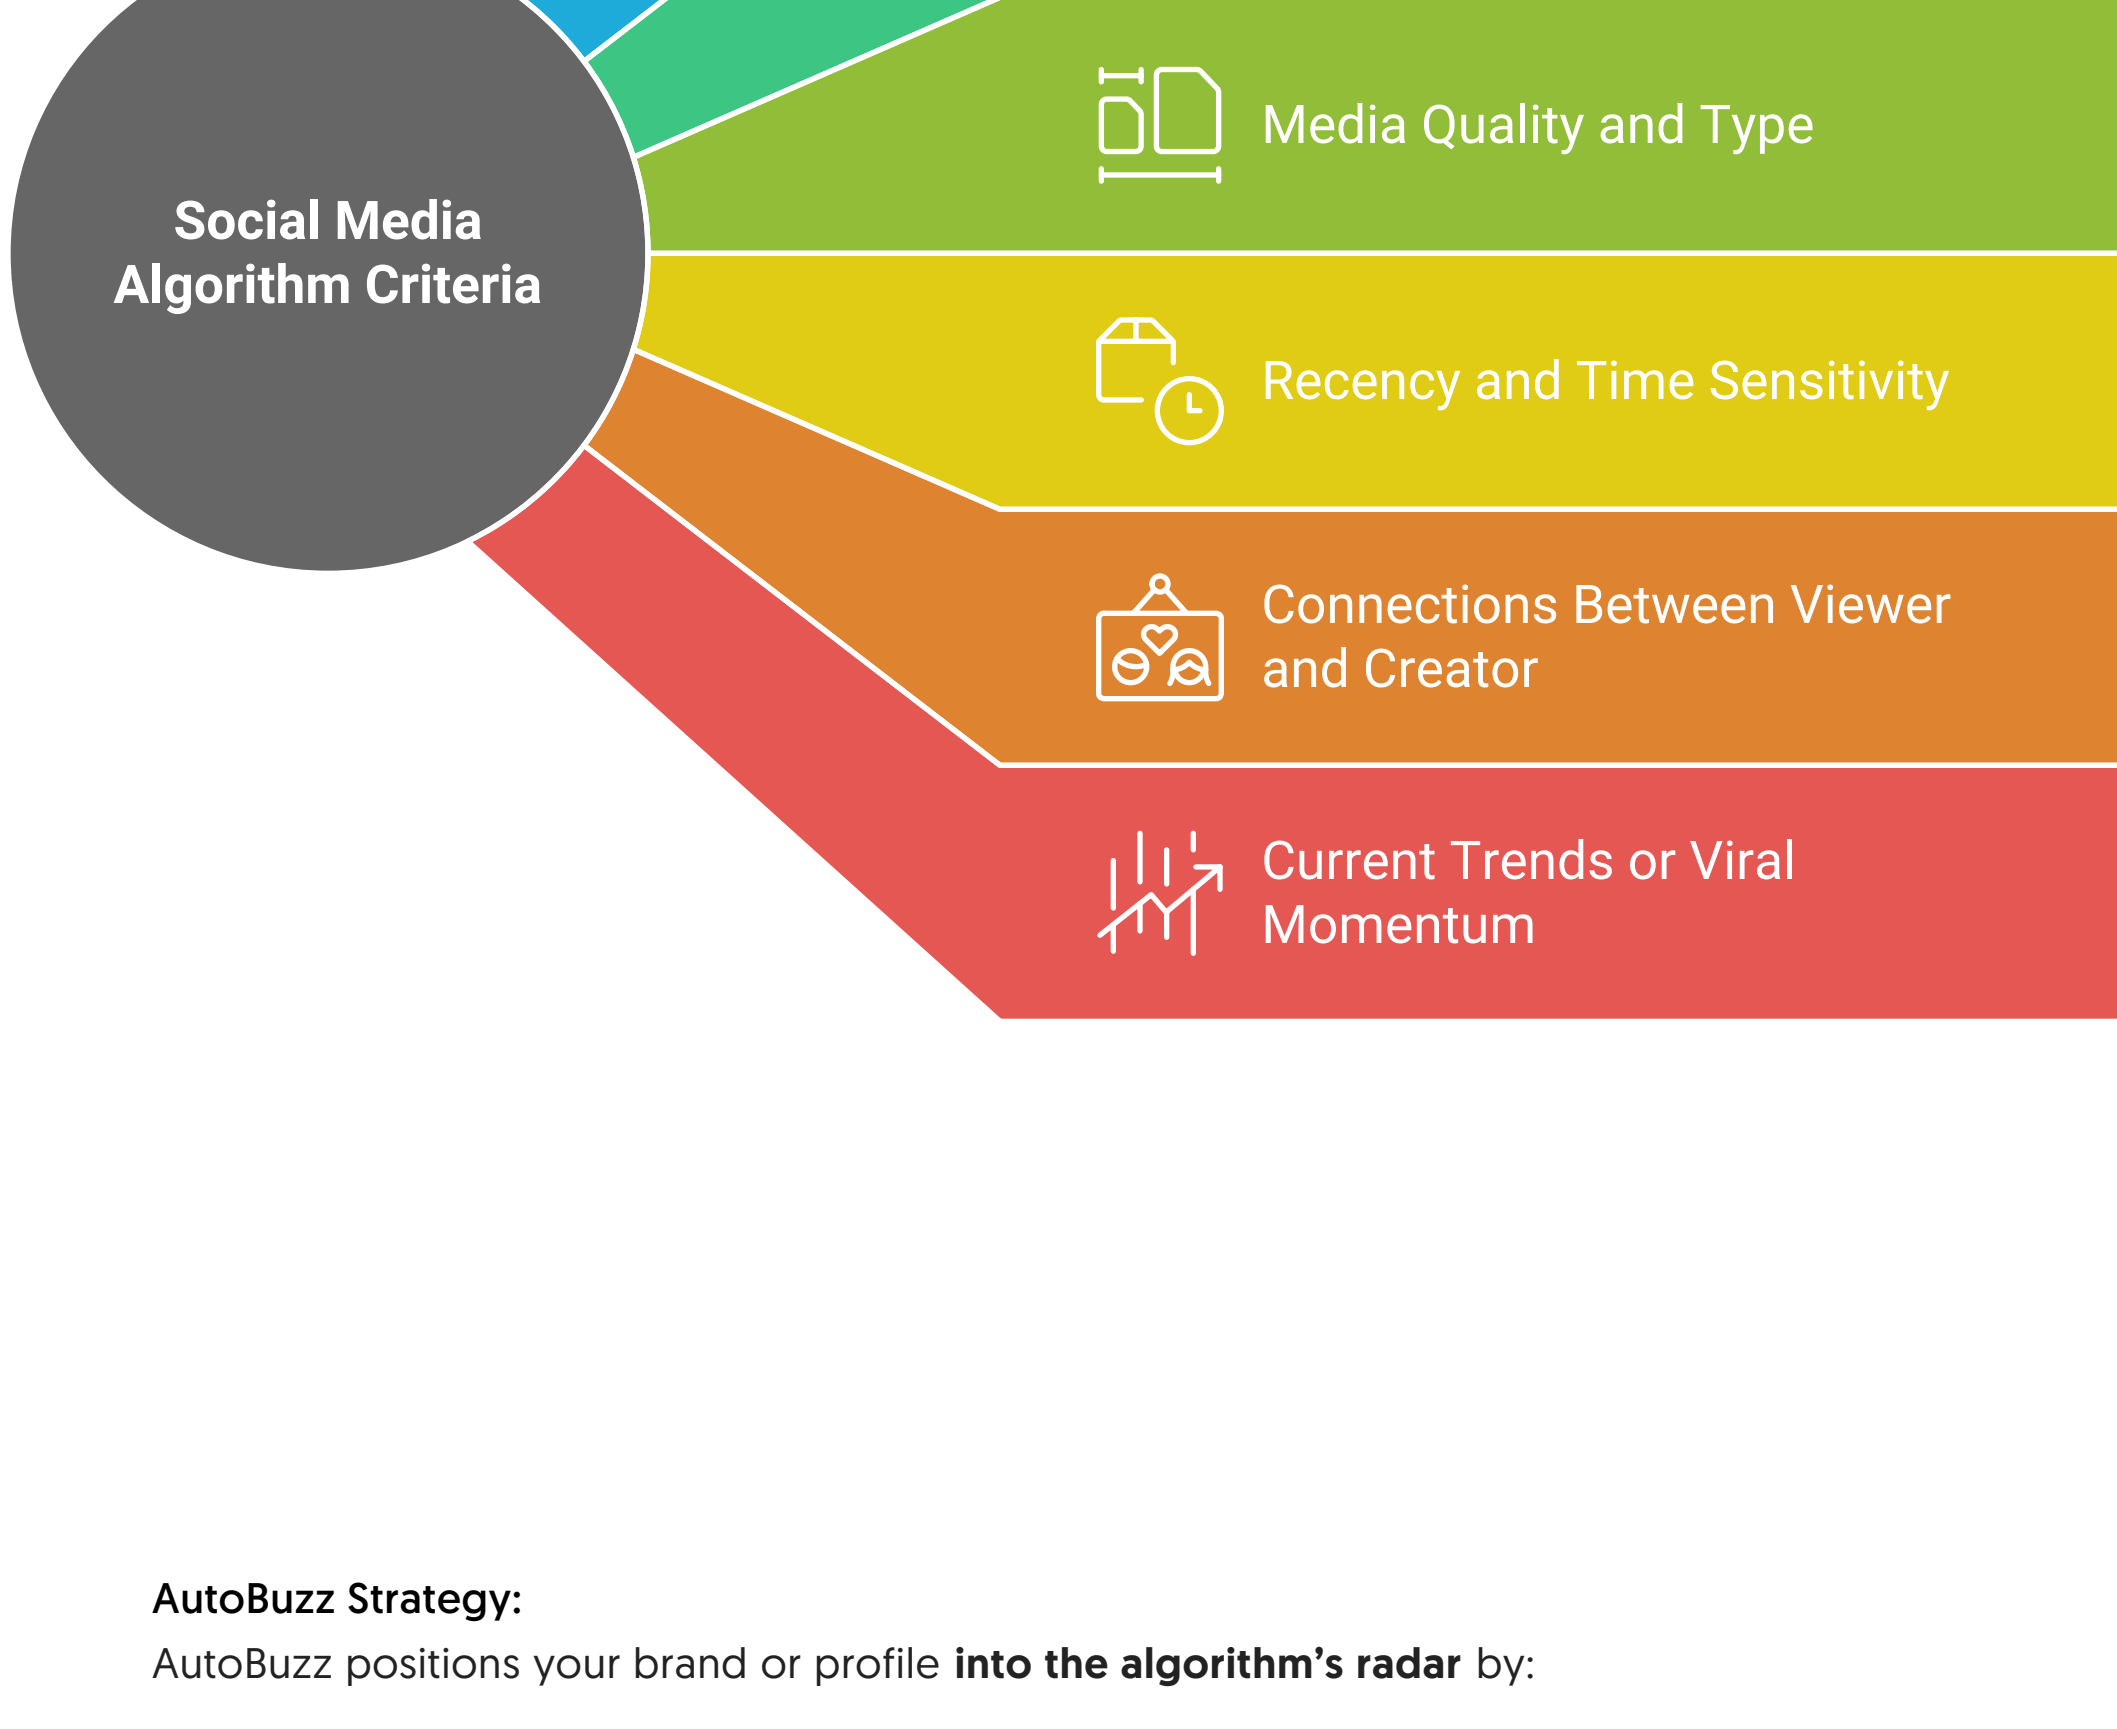 Social Media
Algorithm Criteria
Media Quality and Type
Recency and Time Sensitivity
Connections Between Viewer
and Creator
Current Trends or Viral
Momentum
AutoBuzz Strategy:
AutoBuzz positions your brand or profile into the algorithm’s radar by: